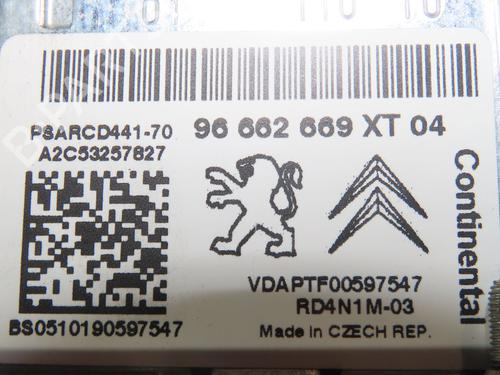 PSARCD441-70
96 662 669 XT 04
A2C53257827
Continental
VDAPTF00597547
RD4N1M-03
BS0510190597547
Made in CZECH REP.